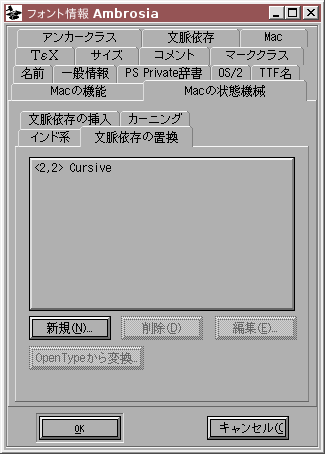 フォント情報 Ambrosia
アンカークラス 文脈依存 Mac
TεX サイズ コメント マーククラス
名前 一般情報 PS Private辞書 OS/2 TTF名
Macの機能 Macの状態機械
文脈依存の挿入 カーニング
インド系 文脈依存の置換
<2,2> Cursive
新規(N)... 削除(D) 編集(E)...
OpenTypeから変換...
OK キャンセル(C